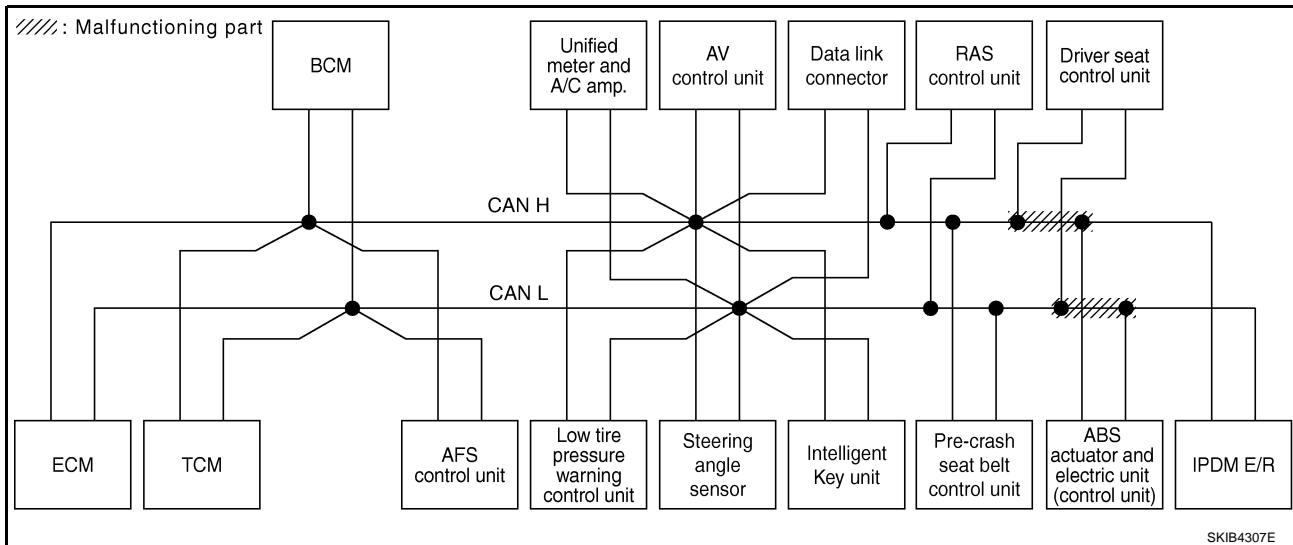 : Malfunctioning part
BCM
Unified
meter and
A/C amp.
AV
control unit
Data link
connector
RAS
control unit
Driver seat
control unit
CAN H
CAN L
ECM
TCM
AFS
control unit
Low tire
pressure
warning
control unit
Steering
angle
sensor
Intelligent
Key unit
Pre-crash
seat belt
control unit
ABS
actuator and
electric unit
(control unit)
IPDM E/R
SKIB4307E